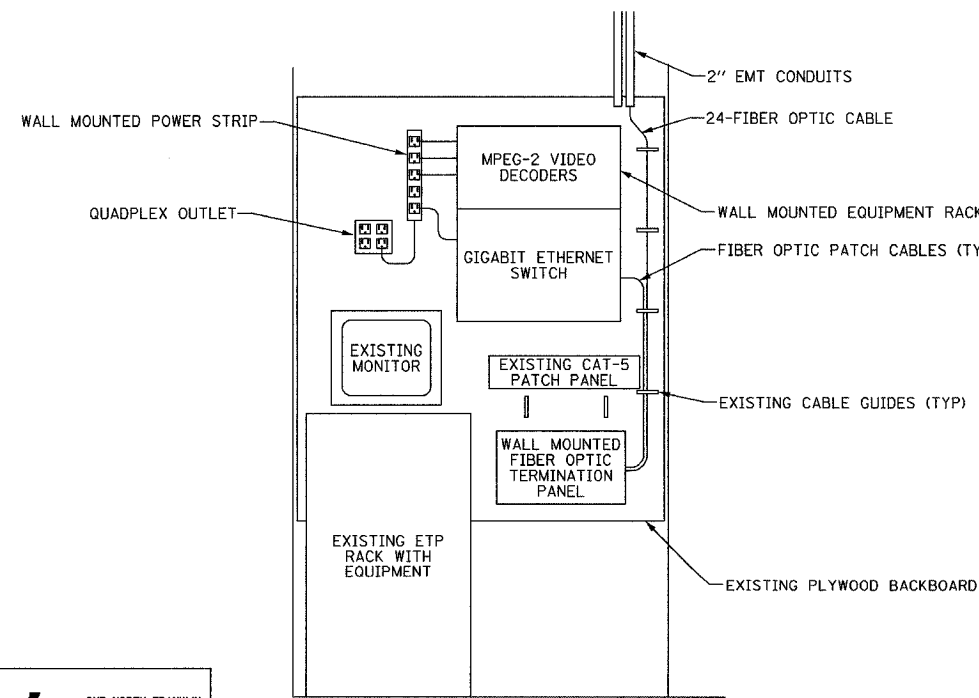 2" EMT CONDUITS
24-FIBER OPTIC CABLE
WALL MOUNTED POWER STRIP
MPEG-2 VIDEO
DECODERS
QUADPLEX OUTLET
WALL MOUNTED EQUIPMENT RACK
GIGABIT ETHERNET
SWITCH
FIBER OPTIC PATCH CABLES (TY
EXISTING
MONITOR
EXISTING CAT-5
PATCH PANEL
EXISTING CABLE GUIDES (TYP)
WALL MOUNTED
FIBER OPTIC
TERMINATION
PANEL
EXISTING ETP
RACK WITH
EQUIPMENT
EXISTING PLYWOOD BACKBOARD